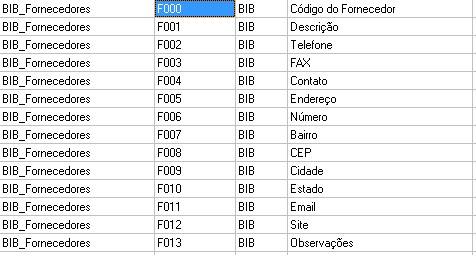 BIB_Fornecedores F000 BIB Código do Fornecedor
BIB_Fornecedores F001 BIB Descrição
BIB_Fornecedores F002 BIB Telefone
BIB_Fornecedores F003 BIB FAX
BIB_Fornecedores F004 BIB Contato
BIB_Fornecedores F005 BIB Endereço
BIB_Fornecedores F006 BIB Número
BIB_Fornecedores F007 BIB Bairro
BIB_Fornecedores F008 BIB CEP
BIB_Fornecedores F009 BIB Cidade
BIB_Fornecedores F010 BIB Estado
BIB_Fornecedores F011 BIB Email
BIB_Fornecedores F012 BIB Site
BIB_Fornecedores F013 BIB Observações